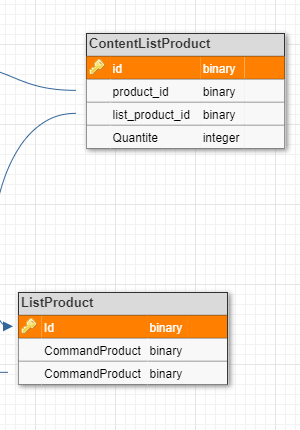 ContentListProduct
id binary
product_id binary
list_product_id binary
Quantite integer
ListProduct
Id binary
CommandProduct binary
CommandProduct binary